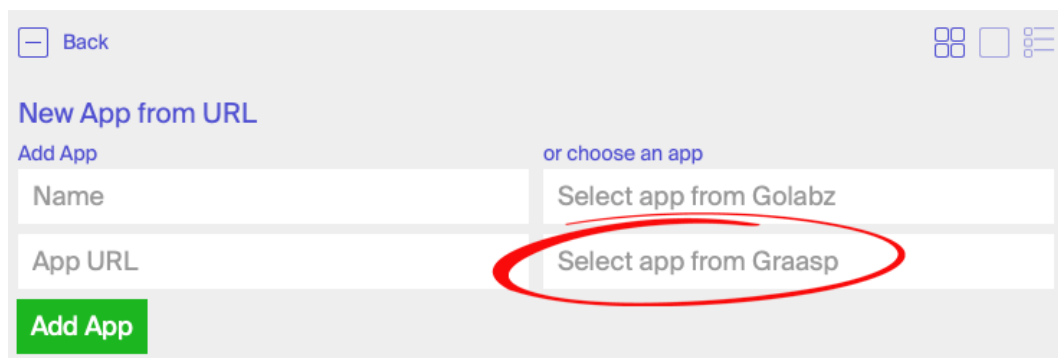 Back
New App from URL
Add App
or choose an app
Name
Select app from Golabz
App URL
Select app from Graasp
Add App